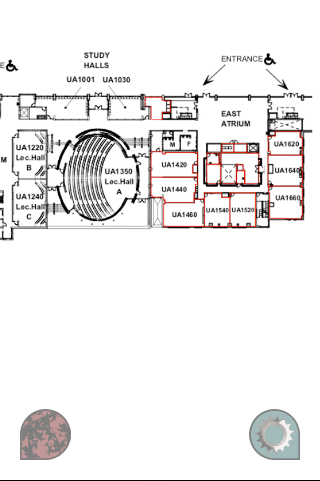 E
STUDY
HALLS
UA1001 UA1030
ENTRANCE
EAST
ATRIUM
M F
UA1220
Lec.Hall
B
M
UA1240
Lec.Hall
C
UA1350
Lec.Hall
A
UA1420
UA1440
UA1460
UA1540 UA1520
UA1620
UA1640
UA1660